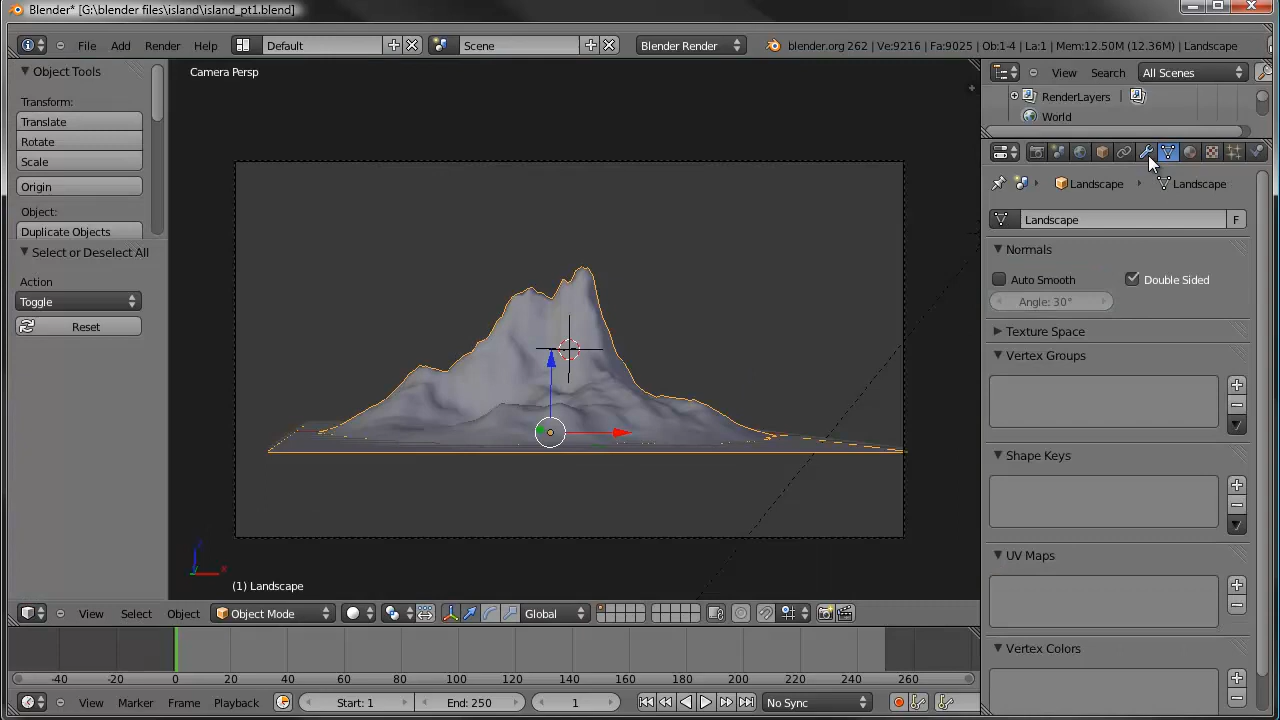 Blender* [G:\blender files\island\island_pt1.blend]
File Add Render Help Default Scene Blender Render blender.org 262 | Ve:9216 | Fa:9025 | Ob:1-4 | La:1 | Mem:12.50M (12.36M) | Landscape
Object Tools
Transform:
Translate
Rotate
Scale
Origin
Object:
Duplicate Objects
Select or Deselect All
Action
Toggle
Reset
Camera Persp
(1) Landscape
View Search All Scenes
RenderLayers |
World
Landscape Landscape
Landscape F
Normals
Auto Smooth Double Sided
Angle: 30°
Texture Space
Vertex Groups
Shape Keys
UV Maps
Vertex Colors
View Select Object Object Mode Global
-40 -20 0 20 40 60 80 100 120 140 160 180 200 220 240 260
View Marker Frame Playback Start: 1 End: 250 1 No Sync